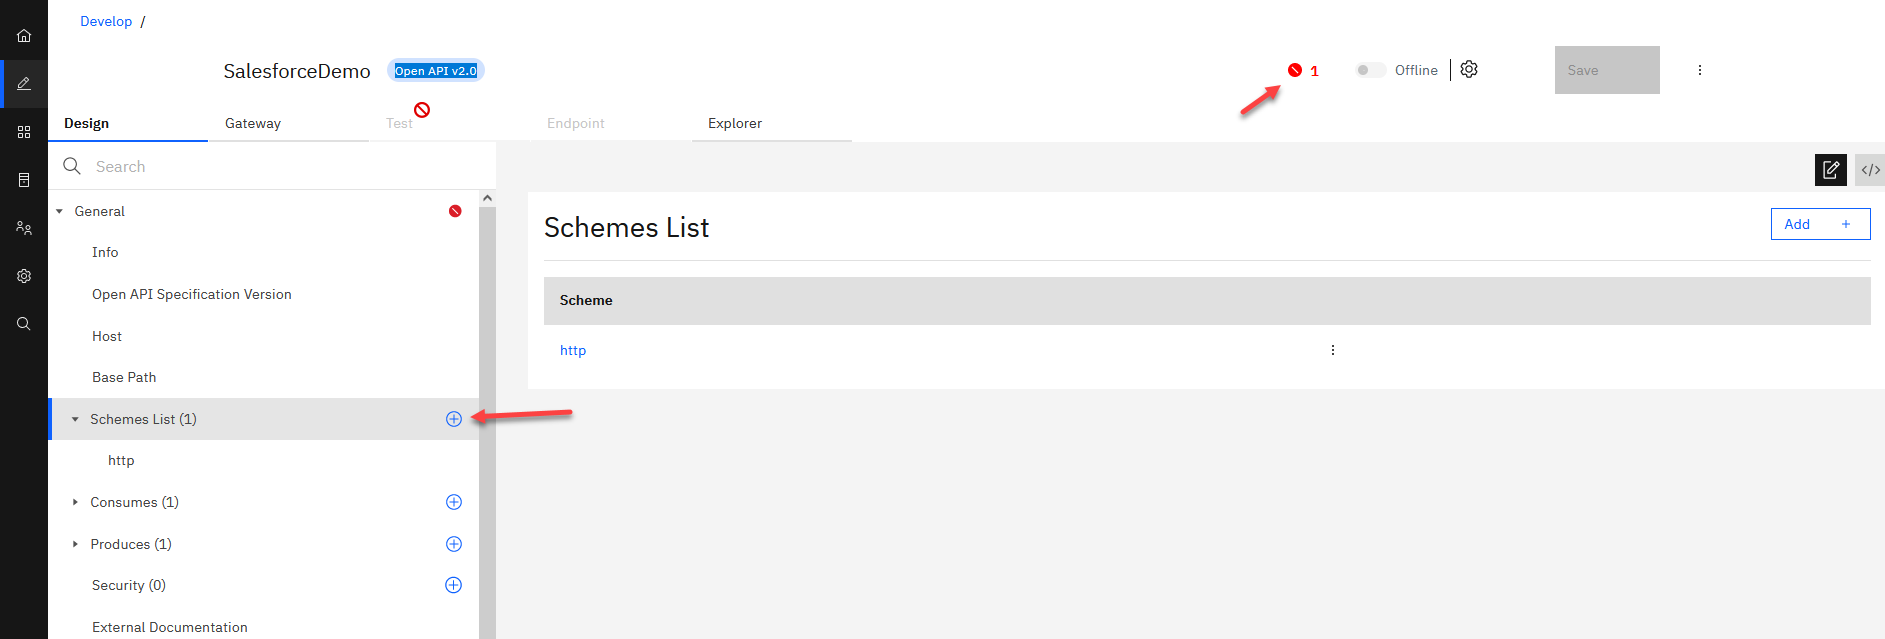 Develop /
SalesforceDemo Open API v2.0
1 Offline Save
Design Gateway Test Endpoint Explorer
Search
General
Info
Open API Specification Version
Host
Base Path
Schemes List (1)
http
Consumes (1)
Produces (1)
Security (0)
External Documentation
</>
Schemes List
Add +
Scheme
http